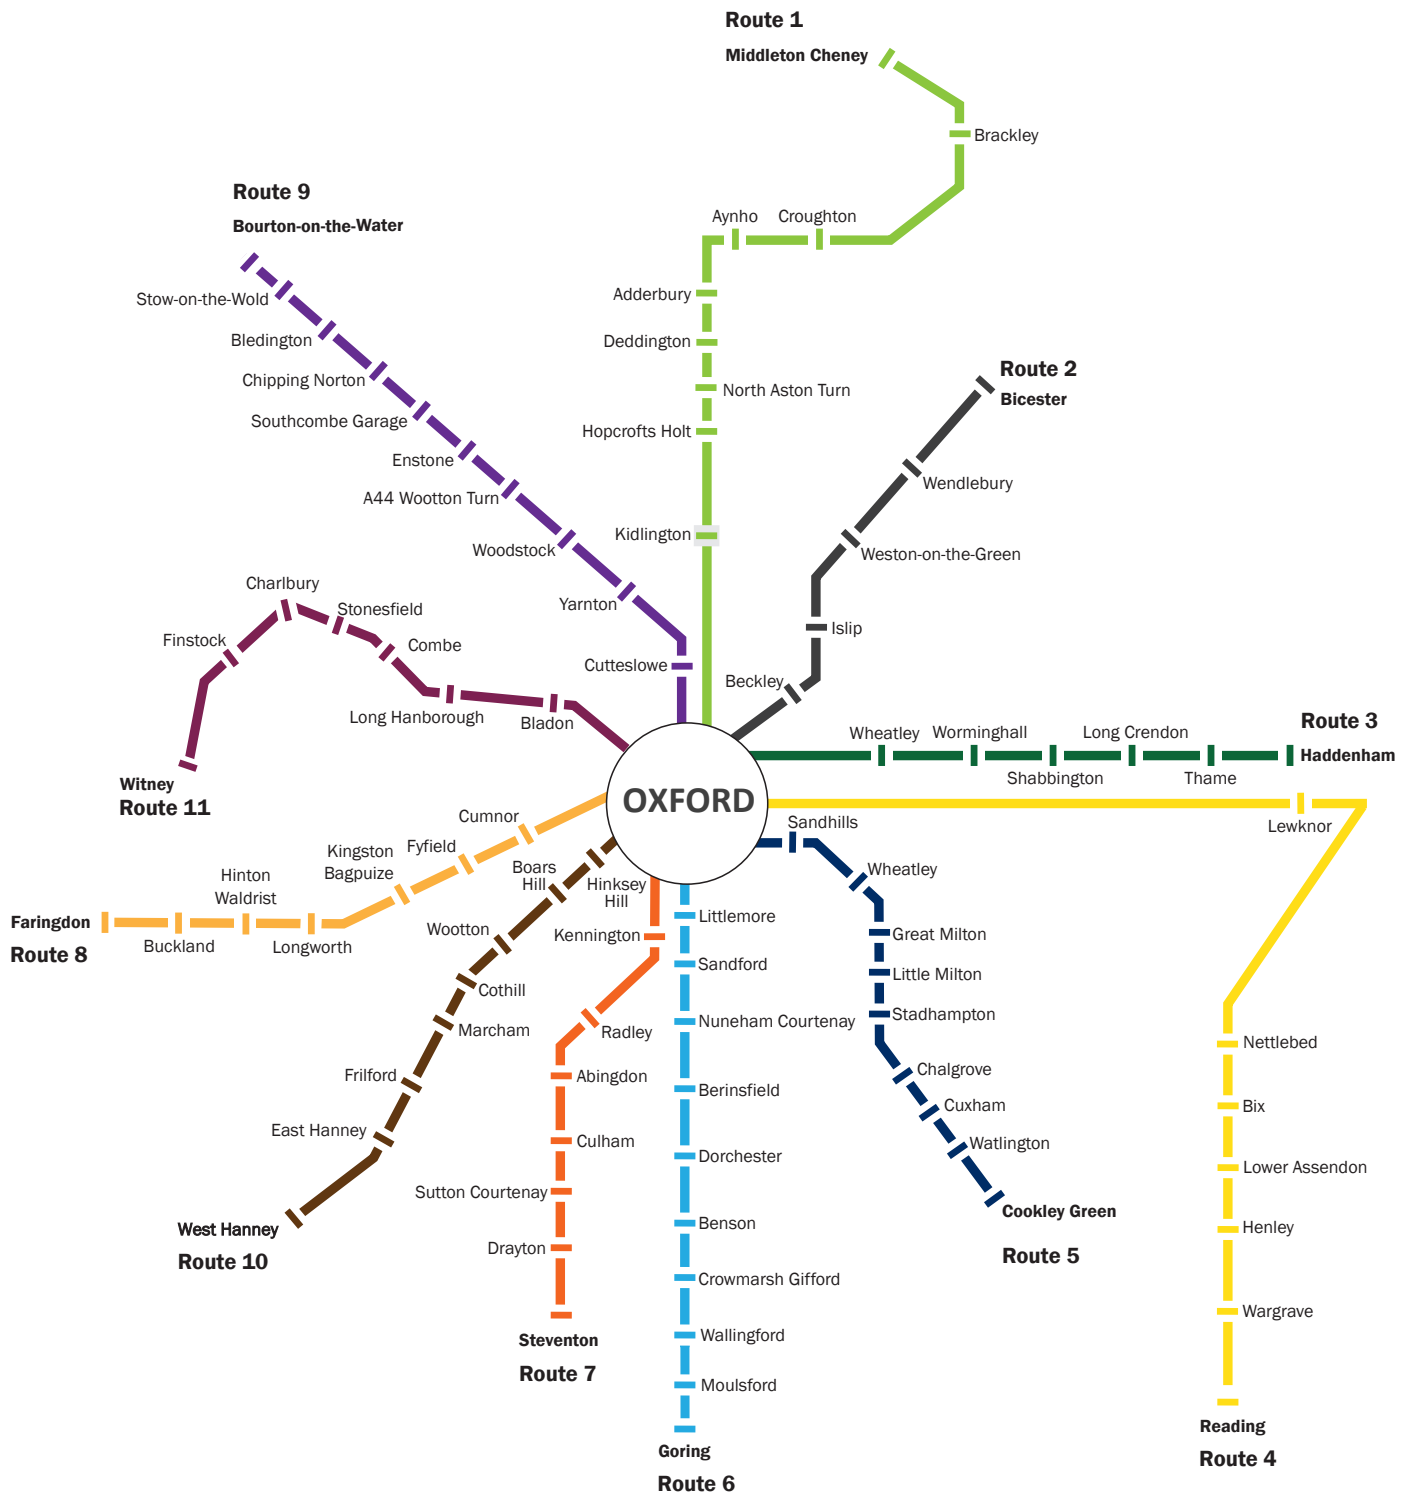 Route 1
Middleton Cheney
Brackley
Aynho
Croughton
Adderbury
Deddington
North Aston Turn
Hopcrofts Holt
Kidlington
Route 9
Bourton-on-the-Water
Stow-on-the-Wold
Bledington
Chipping Norton
Southcombe Garage
Enstone
A44 Wootton Turn
Woodstock
Yarnton
Cutteslowe
Route 2
Bicester
Wendlebury
Weston-on-the-Green
Islip
Beckley
Charlbury
Stonesfield
Finstock
Combe
Long Hanborough
Bladon
Witney
Route 11
OXFORD
Wheatley
Worminghall
Long Crendon
Shabbington
Thame
Route 3
Haddenham
Lewknor
Nettlebed
Bix
Lower Assendon
Henley
Wargrave
Reading
Route 4
Sandhills
Wheatley
Great Milton
Little Milton
Stadhampton
Chalgrove
Cuxham
Watlington
Cookley Green
Route 5
Littlemore
Sandford
Nuneham Courtenay
Berinsfield
Dorchester
Benson
Crowmarsh Gifford
Wallingford
Moulsford
Goring
Route 6
Kennington
Radley
Abingdon
Culham
Sutton Courtenay
Drayton
Steventon
Route 7
Hinksey
Hill
Boars
Hill
Wootton
Cothill
Marcham
Frilford
East Hanney
West Hanney
Route 10
Cumnor
Fyfield
Kingston
Bagpuize
Hinton
Waldrist
Longworth
Buckland
Faringdon
Route 8